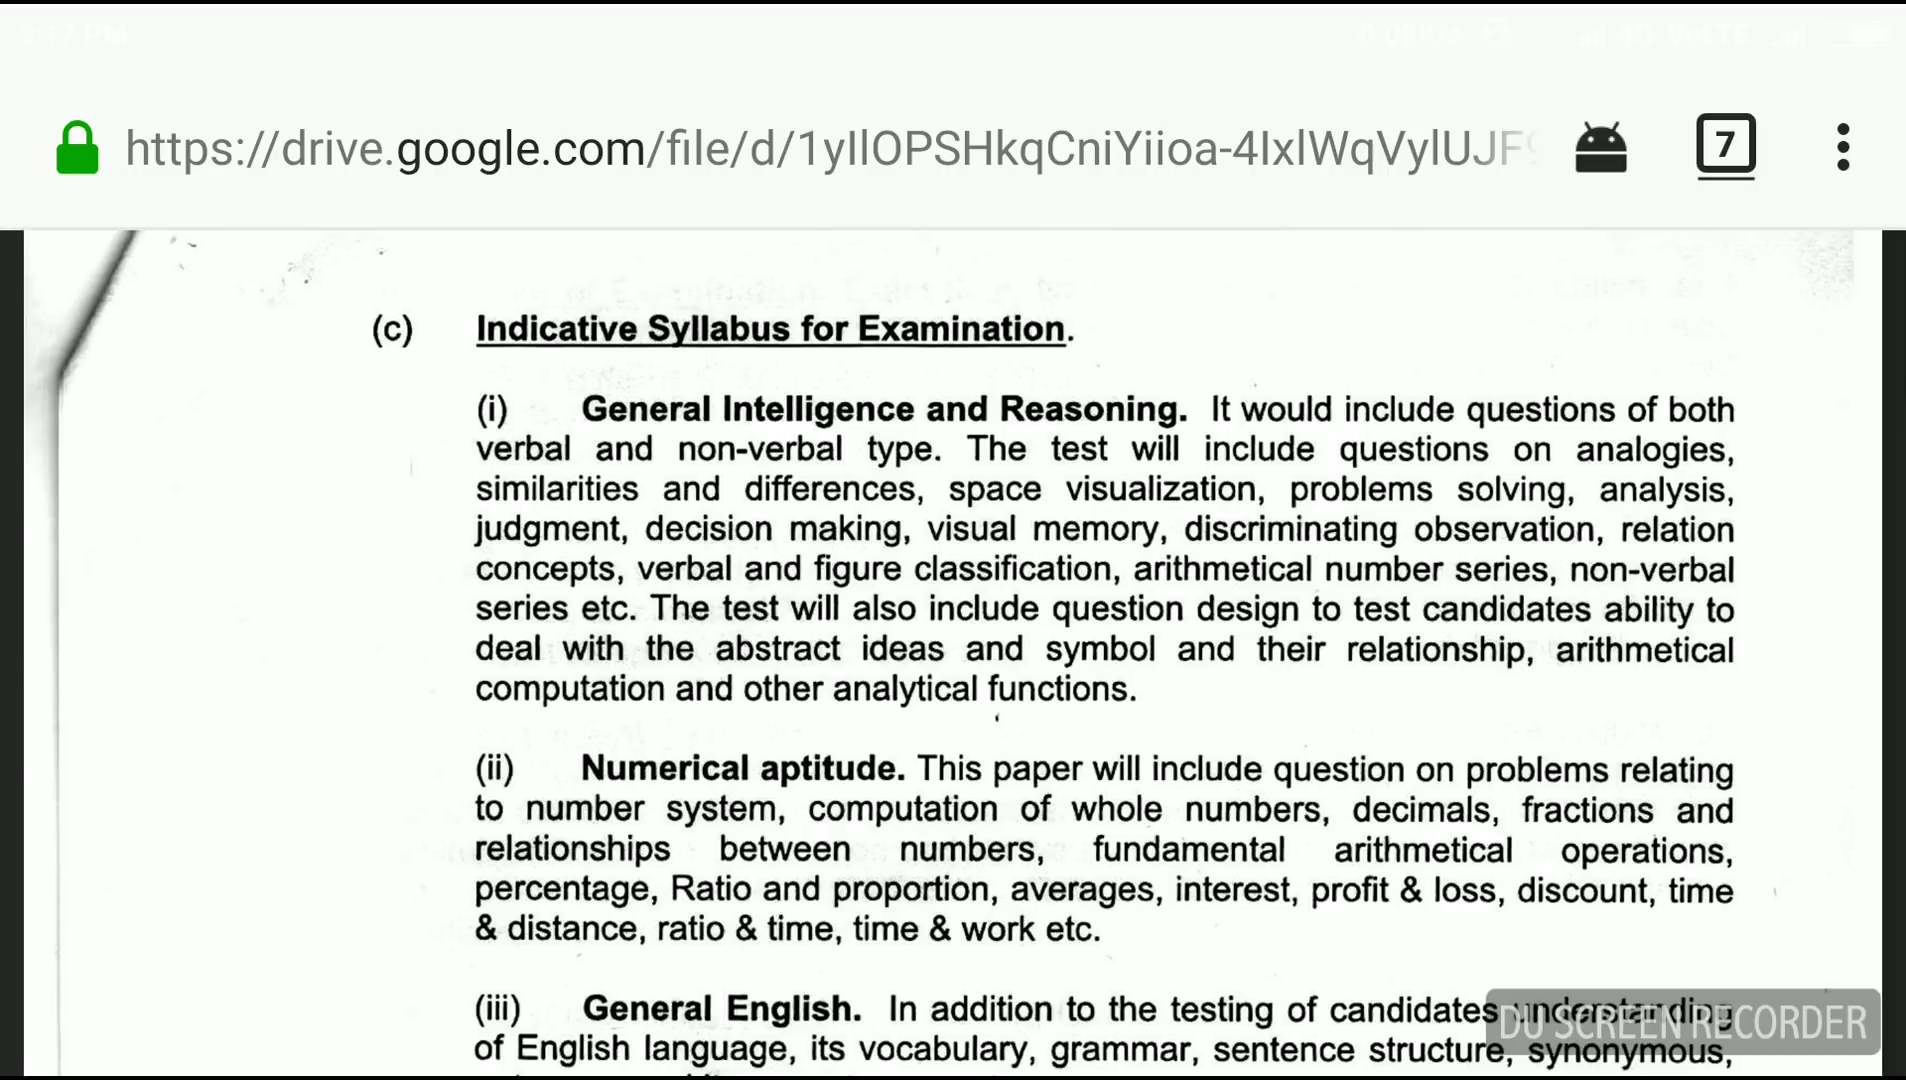 https://drive.google.com/file/d/1yIlOPSHkqCniYiioa-4IxlWqVylUJF
7
(c) Indicative Syllabus for Examination.
(i) General Intelligence and Reasoning. It would include questions of both
verbal and non-verbal type. The test will include questions on analogies,
similarities and differences, space visualization, problems solving, analysis,
judgment, decision making, visual memory, discriminating observation, relation
concepts, verbal and figure classification, arithmetical number series, non-verbal
series etc. The test will also include question design to test candidates ability to
deal with the abstract ideas and symbol and their relationship, arithmetical
computation and other analytical functions.
(ii) Numerical aptitude. This paper will include question on problems relating
to number system, computation of whole numbers, decimals, fractions and
relationships between numbers, fundamental arithmetical operations,
percentage, Ratio and proportion, averages, interest, profit & loss, discount, time
& distance, ratio & time, time & work etc.
(iii) General English. In addition to the testing of candidates understanding
of English language, its vocabulary, grammar, sentence structure, synonymous,
DU SCREEN RECORDER